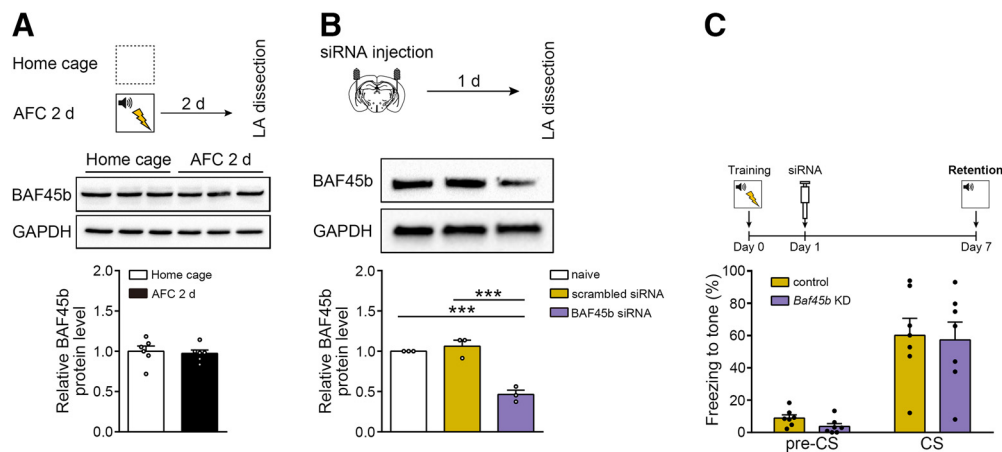 A
Home cage
AFC 2 d
2 d
LA dissection
Home cage AFC 2 d
BAF45b
GAPDH
Relative BAF45b
protein level
2.0
1.5
1.0
0.5
0.0
Home cage
AFC 2 d
B
siRNA injection
1 d
LA dissection
BAF45b
GAPDH
Relative BAF45b
protein level
2.0
1.5
1.0
0.5
0.0
***
***
naive
scrambled siRNA
BAF45b siRNA
C
Training siRNA Retention
Day 0 Day 1 Day 7
Freezing to tone (%)
100
80
60
40
20
0
control
Baf45b KD
pre-CS CS